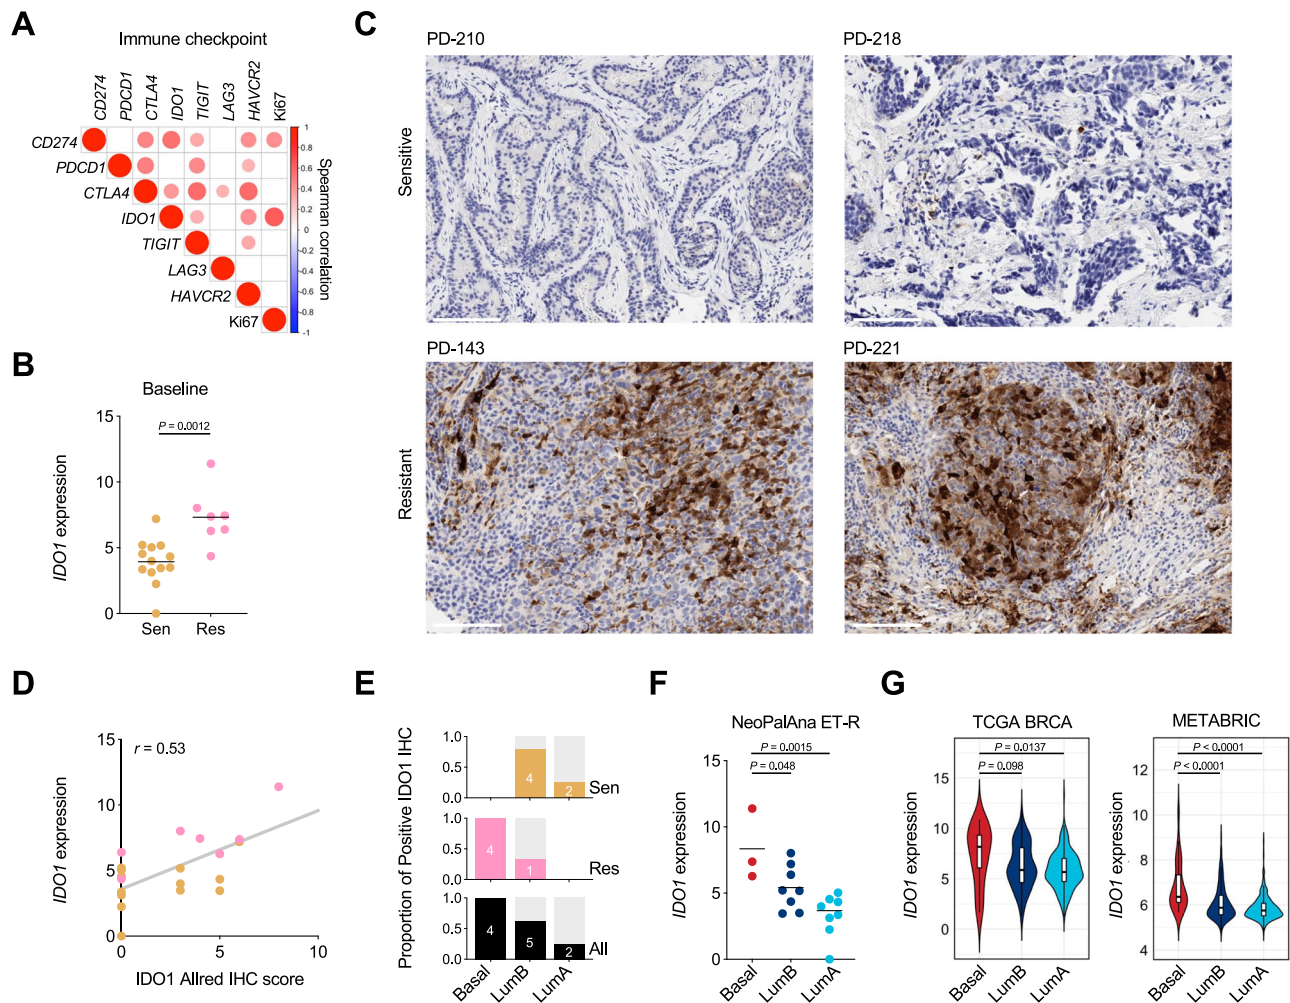 A
Immune checkpoint
CD274
PDCD1
CTLA4
IDO1
TIGIT
LAG3
HAVCR2
Ki67
CD274
PDCD1
CTLA4
IDO1
TIGIT
LAG3
HAVCR2
Ki67
1
0.8
0.6
0.4
0.2
0
-0.2
-0.4
-0.6
-0.8
-1
Spearman correlation
B
Baseline
P = 0.0012
IDO1 expression
15
10
5
0
Sen Res
C
PD-210
PD-218
Sensitive
PD-143
PD-221
Resistant
D
r = 0.53
IDO1 expression
15
10
5
0
0 5 10
IDO1 Allred IHC score
E
Proportion of Positive IDO1 IHC
1.0
0.5
0.0
4
2
Sen
1.0
0.5
0.0
4
1
Res
1.0
0.5
0.0
4
5
2
All
Basal LumB LumA
F
NeoPalAna ET-R
P = 0.0015
P = 0.048
IDO1 expression
15
10
5
0
Basal LumB LumA
G
TCGA BRCA
P = 0.0137
P = 0.098
IDO1 expression
15
10
5
0
Basal LumB LumA
METABRIC
P < 0.0001
P < 0.0001
IDO1 expression
12
10
8
6
4
Basal LumB LumA